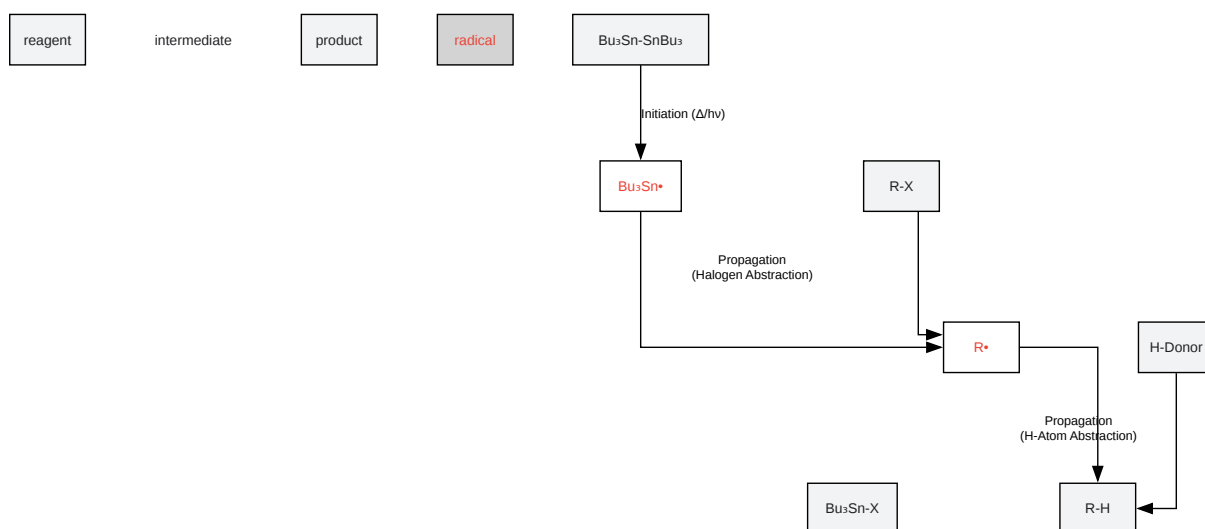 reagent
intermediate
product
radical
Bu₃Sn-SnBu₃
Initiation (Δ/hν)
Bu₃Sn•
R-X
Propagation
(Halogen Abstraction)
R•
H-Donor
Propagation
(H-Atom Abstraction)
Bu₃Sn-X
R-H